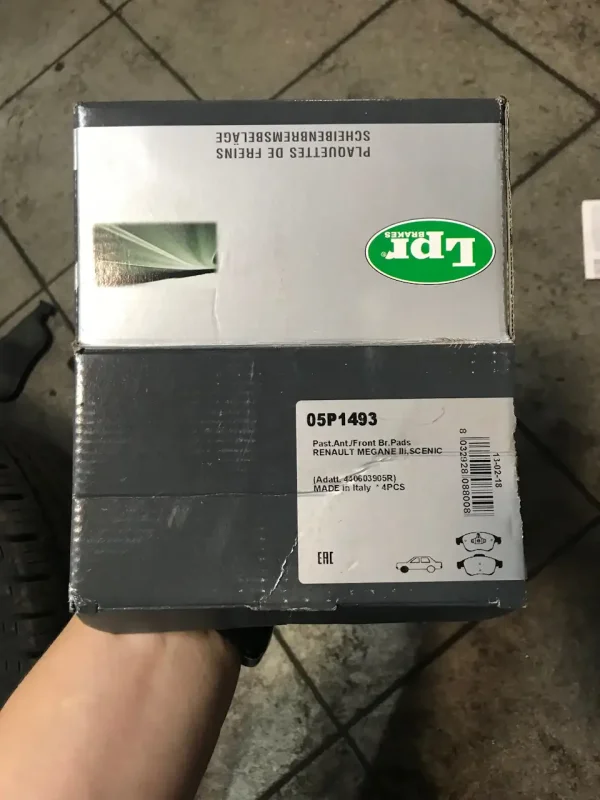 PLAQUETTES DE FREINS
SCHEIBENBREMSBELÄGE
Lpr®
BRAKES
05P1493
Past.Ant./Front Br.Pads
RENAULT MEGANE III,SCENIC
(Adatt. 440603905R)
MADE in Italy * 4PCS
8 032928 088008
13-02-18
EAC